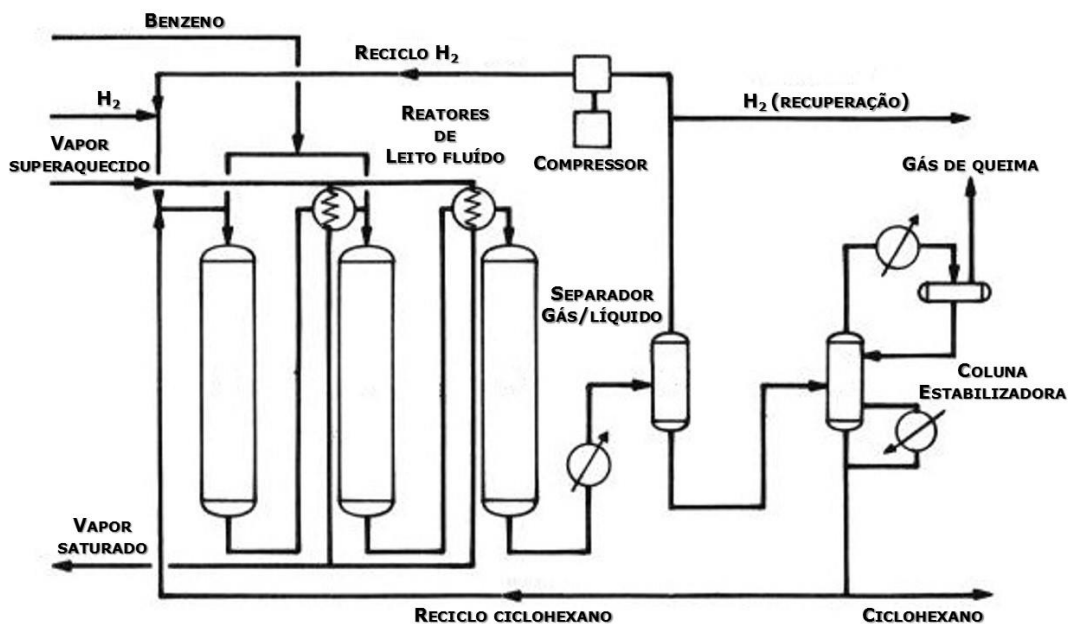 BENZENO
RECICLO H₂
H₂
H₂ (RECUPERAÇÃO)
VAPOR
SUPERAQUECIDO
REATORES
DE
LEITO FLUÍDO
COMPRESSOR
GÁS DE QUEIMA
SEPARADOR
GÁS/LÍQUIDO
COLUNA
ESTABILIZADORA
VAPOR
SATURADO
RECICLO CICLOHEXANO
CICLOHEXANO